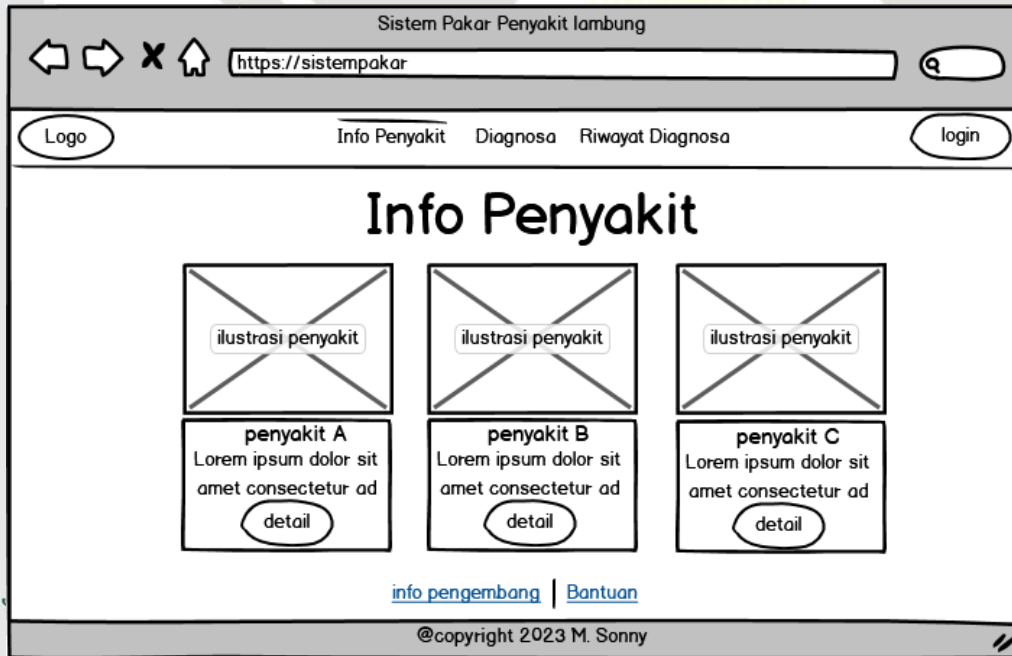 Sistem Pakar Penyakit lambung
https://sistempakar
Logo
Info Penyakit Diagnosa Riwayat Diagnosa
login
Info Penyakit
ilustrasi penyakit
ilustrasi penyakit
ilustrasi penyakit
penyakit A
Lorem ipsum dolor sit
amet consectetur ad
detail
penyakit B
Lorem ipsum dolor sit
amet consectetur ad
detail
penyakit C
Lorem ipsum dolor sit
amet consectetur ad
detail
info pengembang | Bantuan
@copyright 2023 M. Sonny